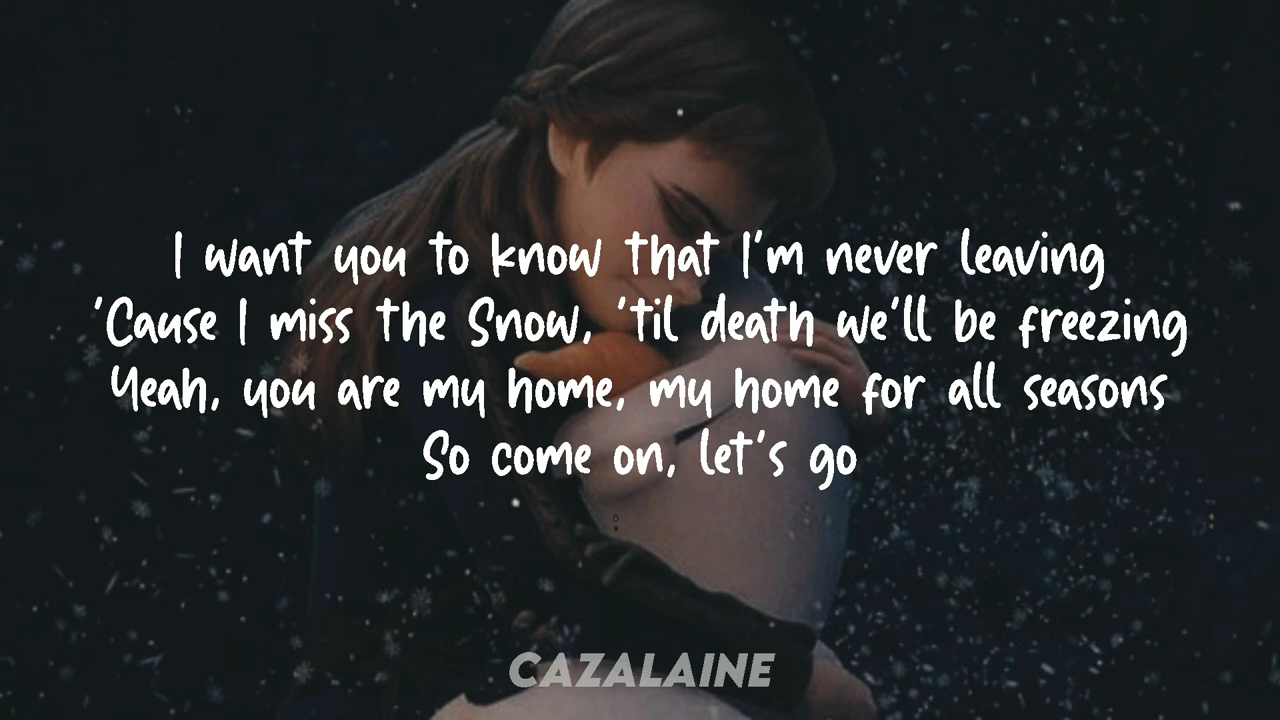 I want you to know that I'm never leaving
'Cause I miss the Snow, 'til death we'll be freezing
Yeah, you are my home, my home for all seasons
So come on, let's go
CAZALAINE